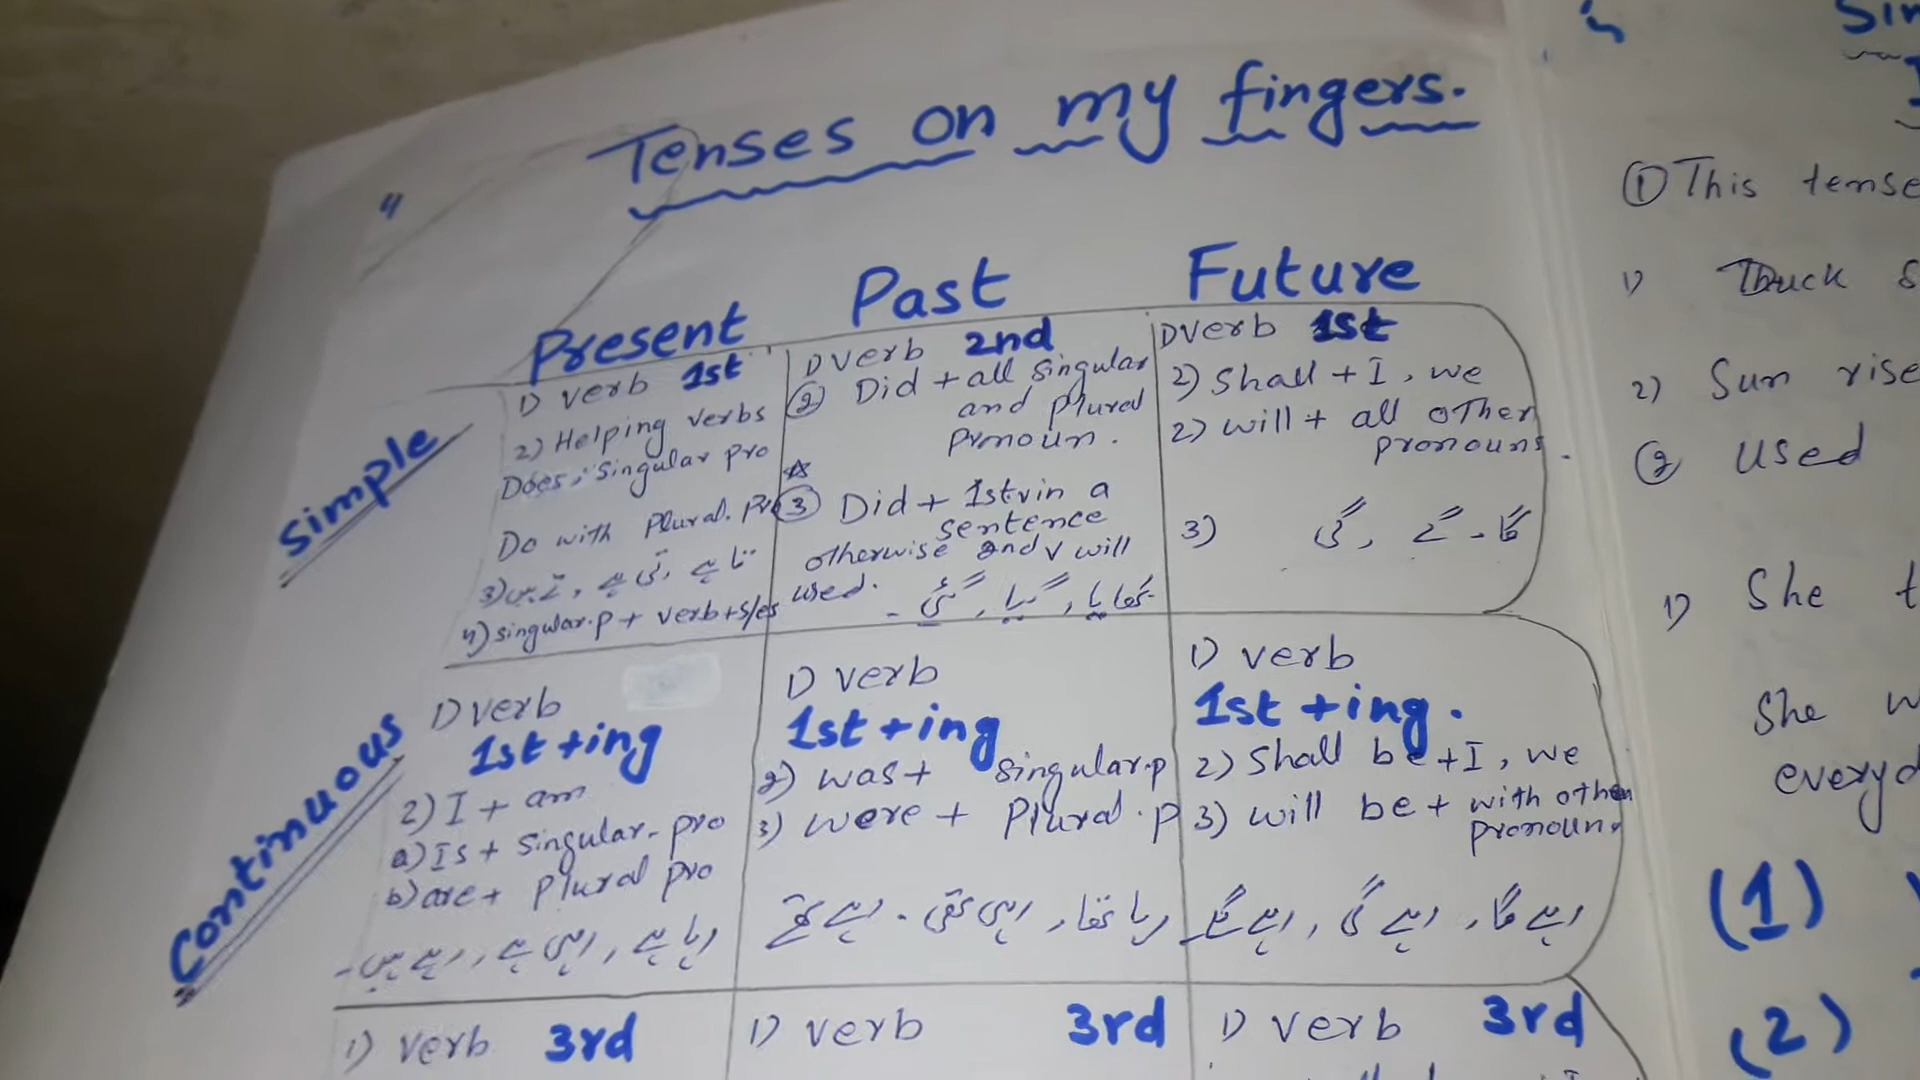 Tenses on my fingers.
Present
Past
Future
Simple
1) Verb 1st
2) Helping verbs
Does, singular pro
Do with Plural. Pro
3) تا ہے، تی ہے، تے ہیں
4) singular.p + verb+s/es
1) Verb 2nd
2) Did + all singular
and plural
pronoun.
3) Did + 1st v in a
sentence
otherwise 2nd v will
used.
1) Verb 1st
2) Shall + I, we
2) will + all other
pronouns.
3) گا۔ گے، گی
Continuous
1) Verb
1st +ing
2) I + am
a) Is + singular. pro
b) are + Plural pro
رہا ہے، رہی ہے، رہے ہیں۔
1) verb
1st +ing
2) was + singular.p
3) were + Plural.p
رہا تھا، رہی تھی۔ رہے تھے
1) verb
1st +ing.
2) Shall be +I, we
3) will be + with other
pronoun.
رہے گا، رہے گی، رہے گے
1) verb 3rd
1) verb 3rd
1) verb 3rd
1) This tense
1)
2) Sun rise
2) used
1) She t
She w
everyd
(1)
(2)